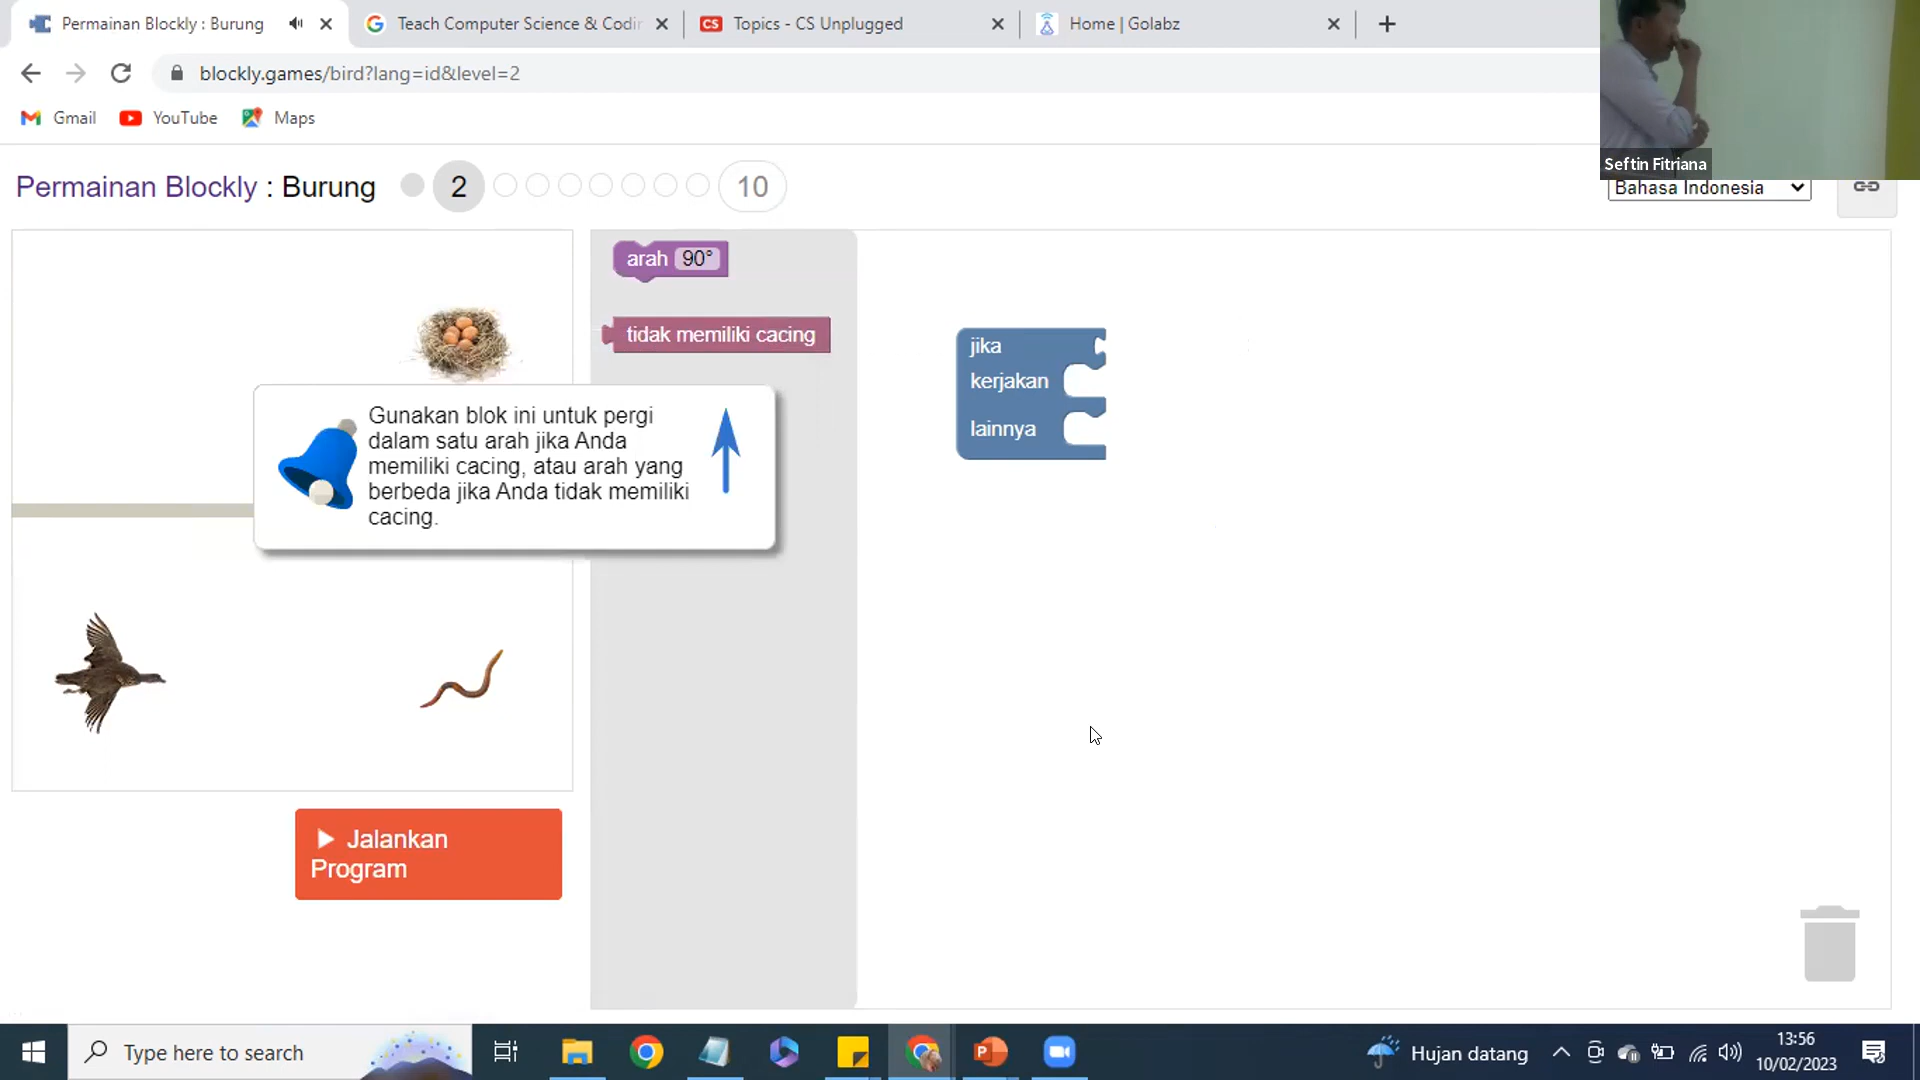 Permainan Blockly : Burung
Teach Computer Science & Codin
CS Topics - CS Unplugged
Home | Golabz
blockly.games/bird?lang=id&level=2
Gmail
YouTube
Maps
Seftin Fitriana
Permainan Blockly : Burung
2
10
Bahasa Indonesia
arah 90°
tidak memiliki cacing
jika
kerjakan
lainnya
Gunakan blok ini untuk pergi
dalam satu arah jika Anda
memiliki cacing, atau arah yang
berbeda jika Anda tidak memiliki
cacing.
Jalankan
Program
Type here to search
Hujan datang
13:56
10/02/2023